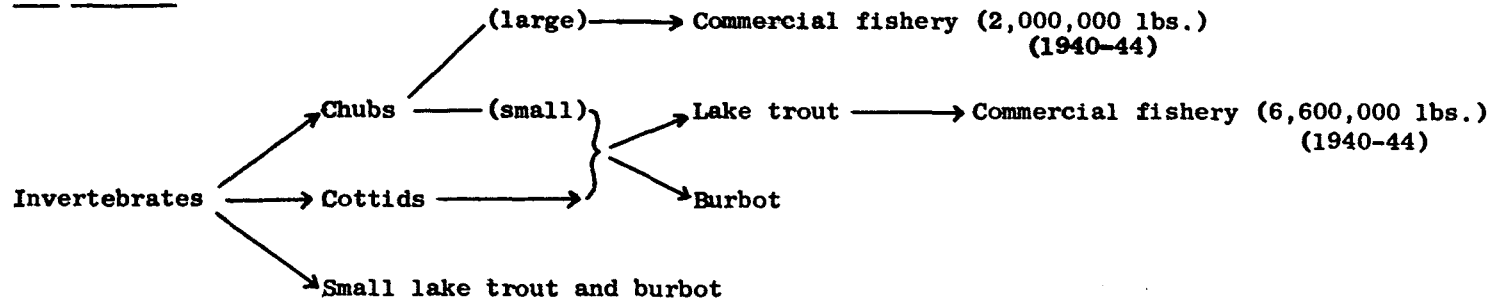 (large) Commercial fishery (2,000,000 lbs.)
(1940-44)
Chubs (small) Lake trout Commercial fishery (6,600,000 lbs.)
(1940-44)
Invertebrates Cottids Burbot
Small lake trout and burbot